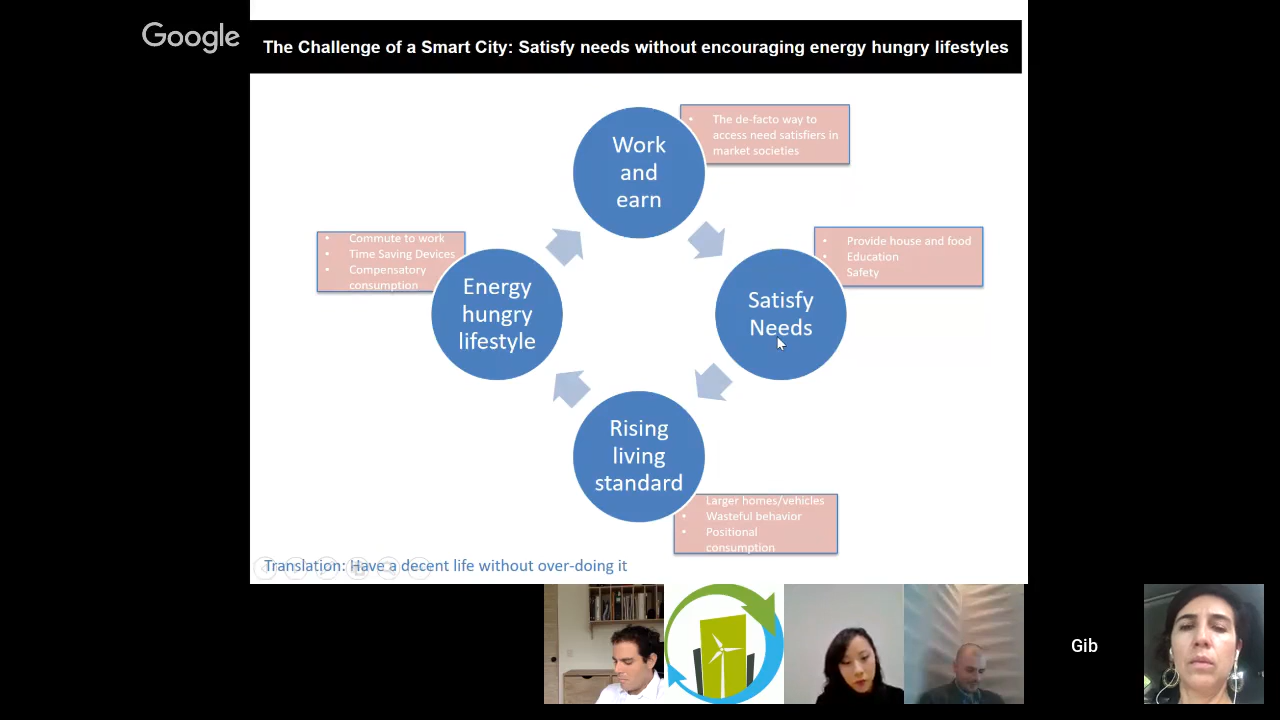 Google
The Challenge of a Smart City: Satisfy needs without encouraging energy hungry lifestyles
Work
and
earn
• The de-facto way to
access need satisfiers in
market societies
• Commute to work
• Time Saving Devices
• Compensatory
consumption
Energy
hungry
lifestyle
• Provide house and food
• Education
• Safety
Satisfy
Needs
Rising
living
standard
• Larger homes/vehicles
• Wasteful behavior
• Positional
consumption
Translation: Have a decent life without over-doing it
Gib